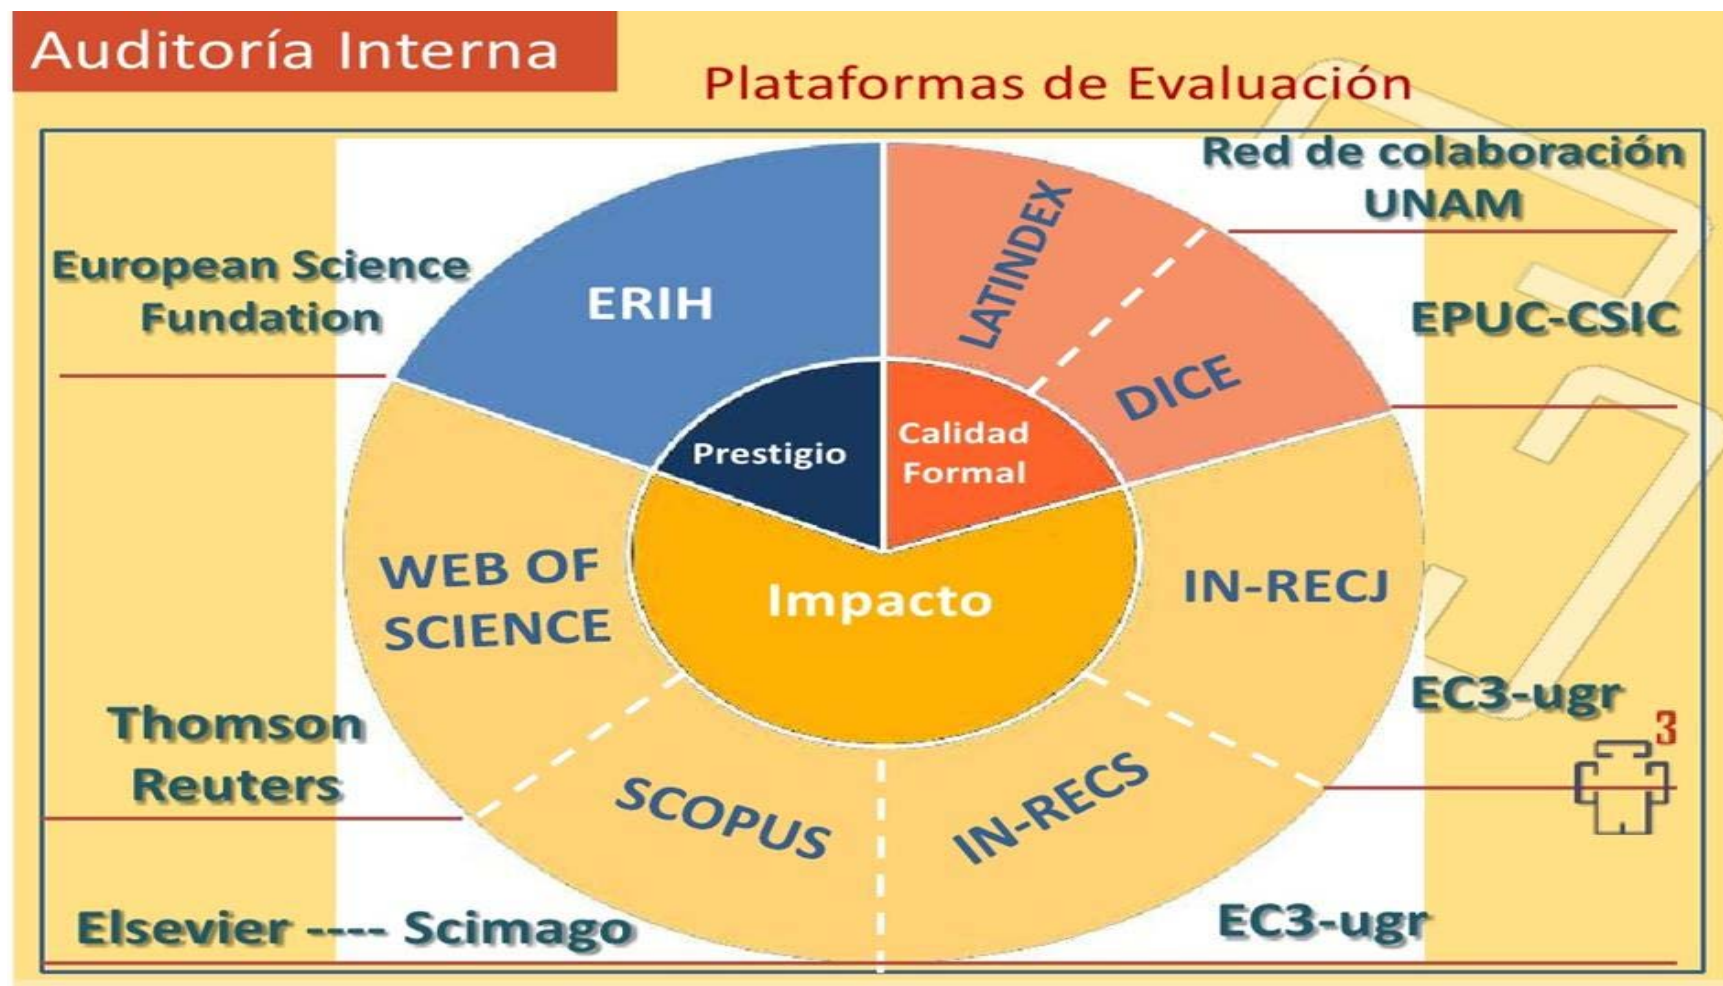 Auditoría Interna
Plataformas de Evaluación
Red de colaboración
UNAM
European Science
Fundation
ERIH
LATINDEX
EPUC-CSIC
DICE
Prestigio
Calidad
Formal
WEB OF
SCIENCE
Impacto
IN-RECJ
Thomson
Reuters
EC3-ugr
3
SCOPUS
IN-RECS
Elsevier ---- Scimago
EC3-ugr